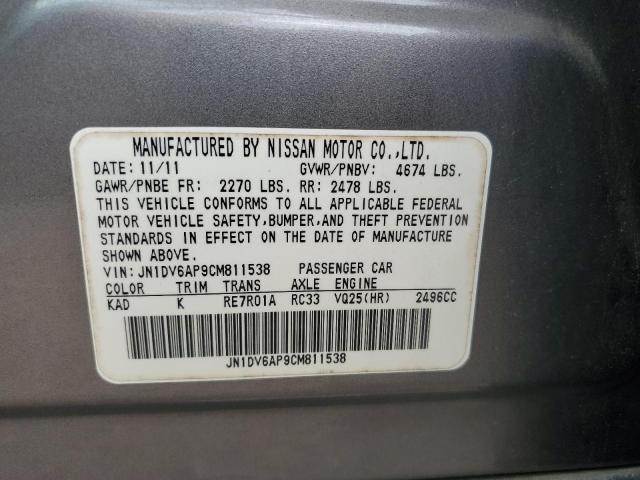 MANUFACTURED BY NISSAN MOTOR CO.,LTD.
DATE: 11/11 GVWR/PNBV: 4674 LBS.
GAWR/PNBE FR: 2270 LBS. RR: 2478 LBS.
THIS VEHICLE CONFORMS TO ALL APPLICABLE FEDERAL
MOTOR VEHICLE SAFETY,BUMPER,AND THEFT PREVENTION
STANDARDS IN EFFECT ON THE DATE OF MANUFACTURE
SHOWN ABOVE.
VIN: JN1DV6AP9CM811538 PASSENGER CAR
COLOR TRIM TRANS AXLE ENGINE
KAD K RE7R01A RC33 VQ25(HR) 2496CC
JN1DV6AP9CM811538